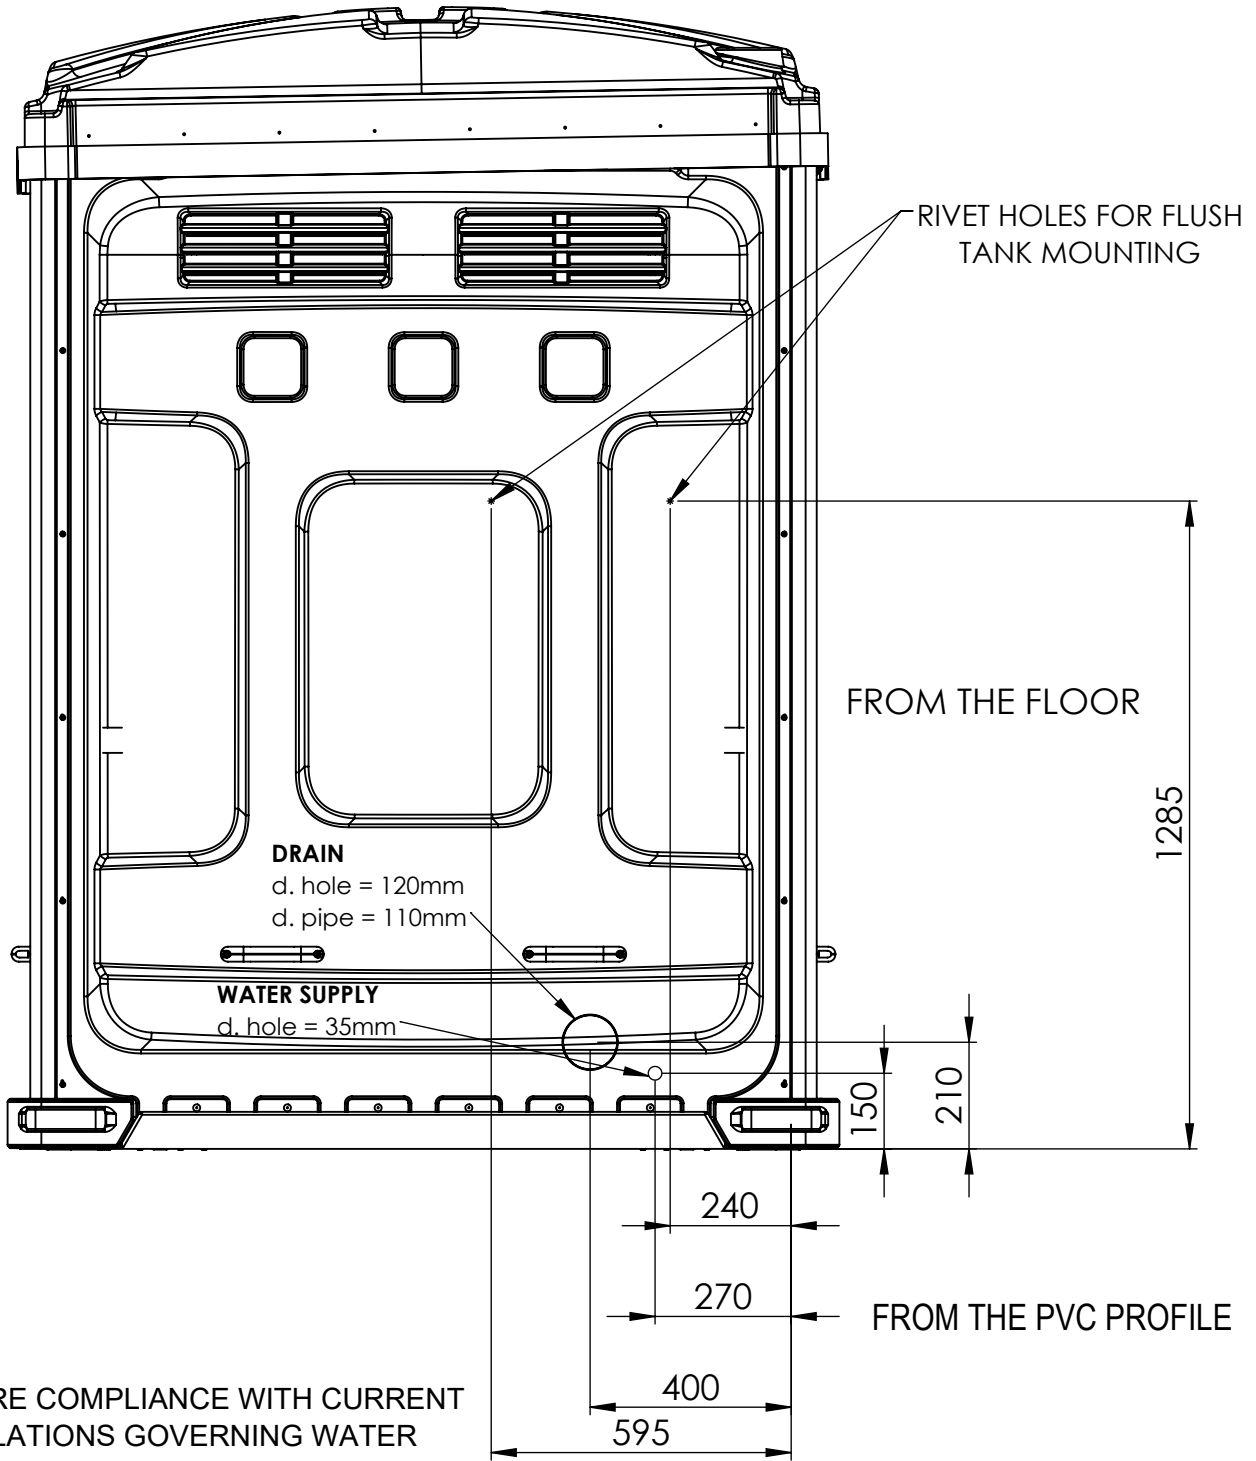 RIVET HOLES FOR FLUSH
TANK MOUNTING
FROM THE FLOOR
1285
DRAIN
d. hole = 120mm
d. pipe = 110mm
WATER SUPPLY
d. hole = 35mm
150
210
240
270
FROM THE PVC PROFILE
400
595
RE COMPLIANCE WITH CURRENT
LATIONS GOVERNING WATER